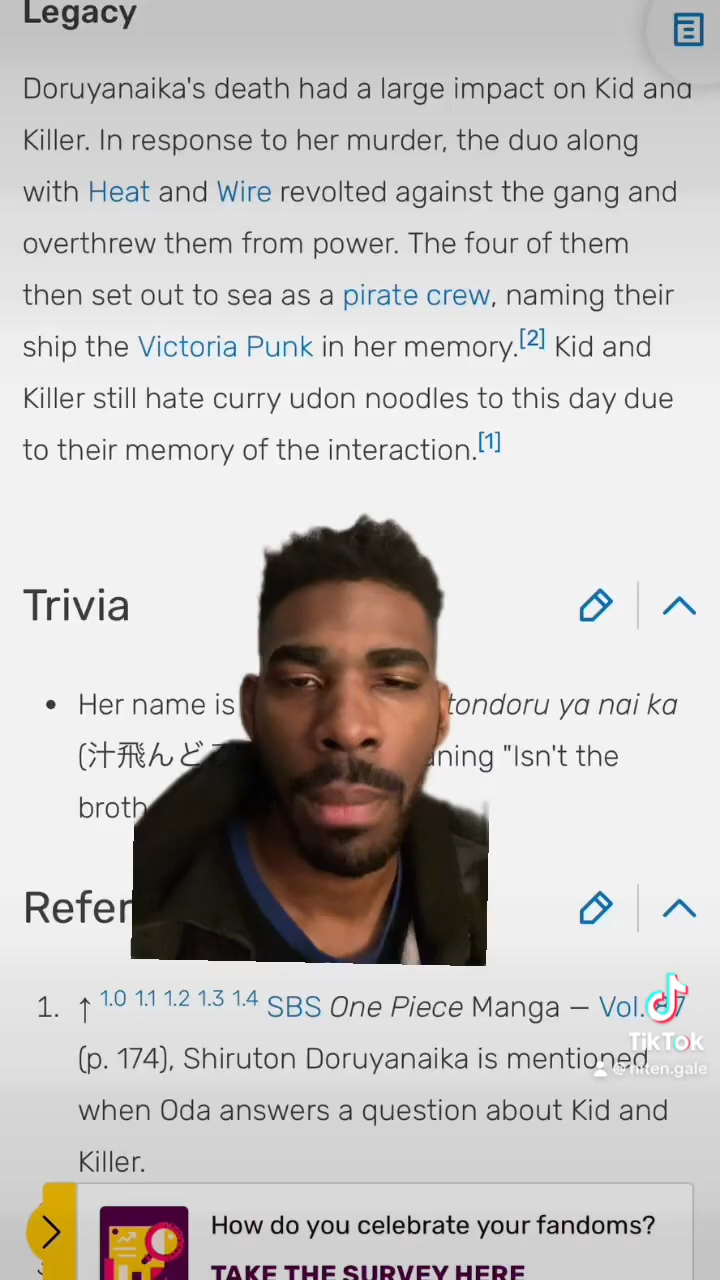 Legacy
Doruyanaika's death had a large impact on Kid and
Killer. In response to her murder, the duo along
with Heat and Wire revolted against the gang and
overthrew them from power. The four of them
then set out to sea as a pirate crew, naming their
ship the Victoria Punk in her memory.[2] Kid and
Killer still hate curry udon noodles to this day due
to their memory of the interaction.[1]
Trivia
• Her name is tondoru ya nai ka
(汁飛んど "Isn't the
Refer
1. ↑ 1.0 1.1 1.2 1.3 1.4 SBS One Piece Manga – Vol.
TikTok
(p. 174), Shiruton Doruyanaika is mentioned
when Oda answers a question about Kid and
Killer.
How do you celebrate your fandoms?
TAKE THE SURVEY HERE